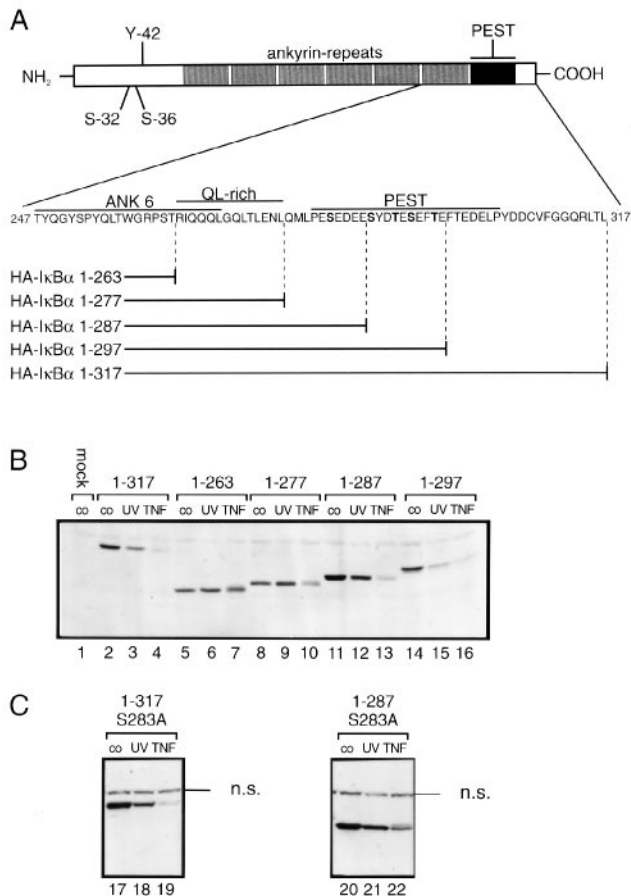 A
Y-42
ankyrin-repeats
PEST
NH2
COOH
S-32 S-36
ANK 6 QL-rich PEST
247 TYQGYSPYQLTWGRPSTRIQQQLGQLTLENLQMLPESEDEESYDTESEFTEFTEDELPYDDCVFGGQRLTL 317
HA-IκBα 1-263
HA-IκBα 1-277
HA-IκBα 1-287
HA-IκBα 1-297
HA-IκBα 1-317
B
mock 1-317 1-263 1-277 1-287 1-297
co co UV TNF co UV TNF co UV TNF co UV TNF co UV TNF
1 2 3 4 5 6 7 8 9 10 11 12 13 14 15 16
C
1-317 S283A
co UV TNF
n.s.
17 18 19
1-287 S283A
co UV TNF
n.s.
20 21 22